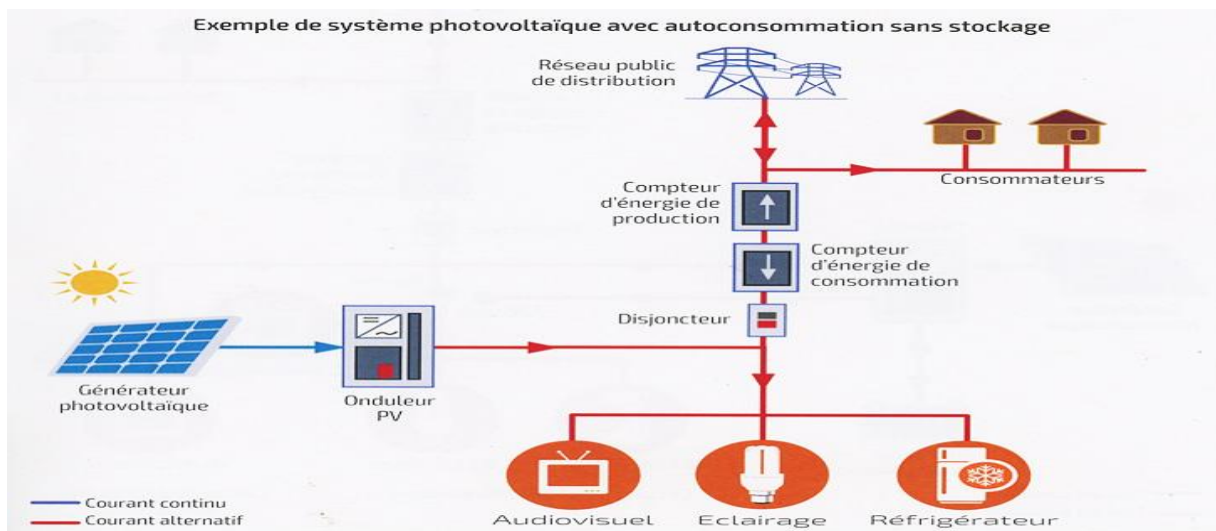 Exemple de système photovoltaïque avec autoconsommation sans stockage
Réseau public
de distribution
Consommateurs
Compteur
d'énergie de
production
Compteur
d'énergie de
consommation
Disjoncteur
Générateur
photovoltaïque
Onduleur
PV
Courant continu
Courant alternatif
Audiovisuel
Eclairage
Réfrigérateur